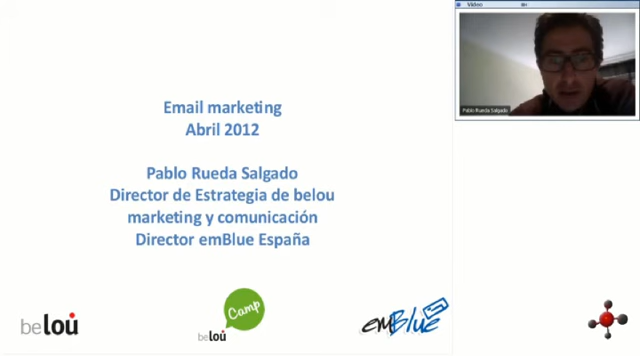 Email marketing
Abril 2012
Pablo Rueda Salgado
Director de Estrategia de belou
marketing y comunicación
Director emBlue España
belou
Camp
belou
emBlue
Video
Pablo Rueda Salgado